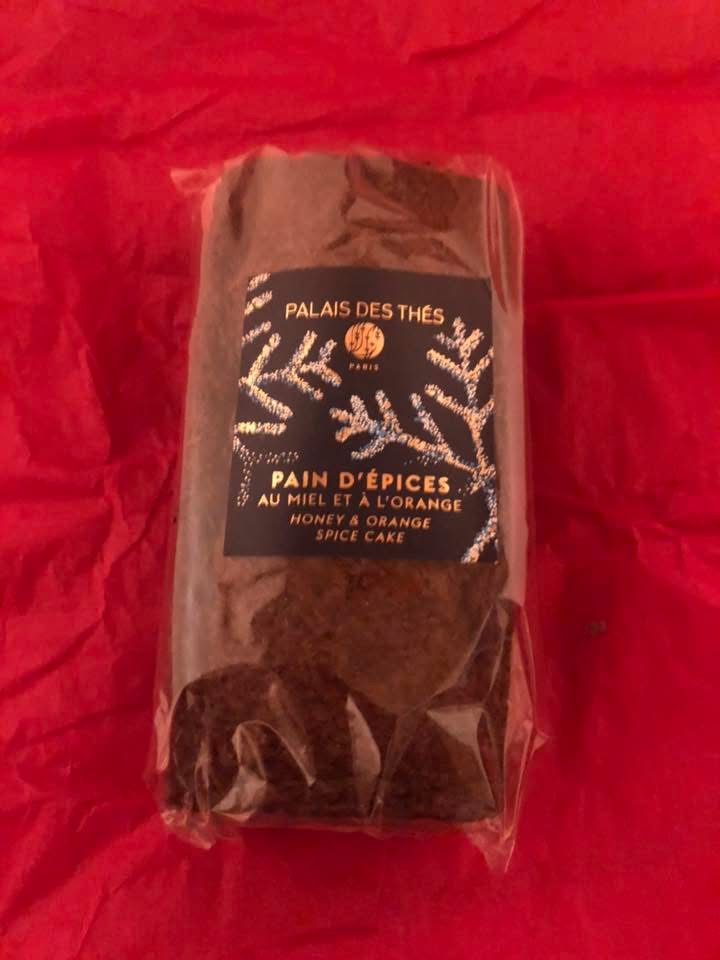 PALAIS DES THÉS
PARIS
PAIN D'ÉPICES
AU MIEL ET À L'ORANGE
HONEY & ORANGE
SPICE CAKE